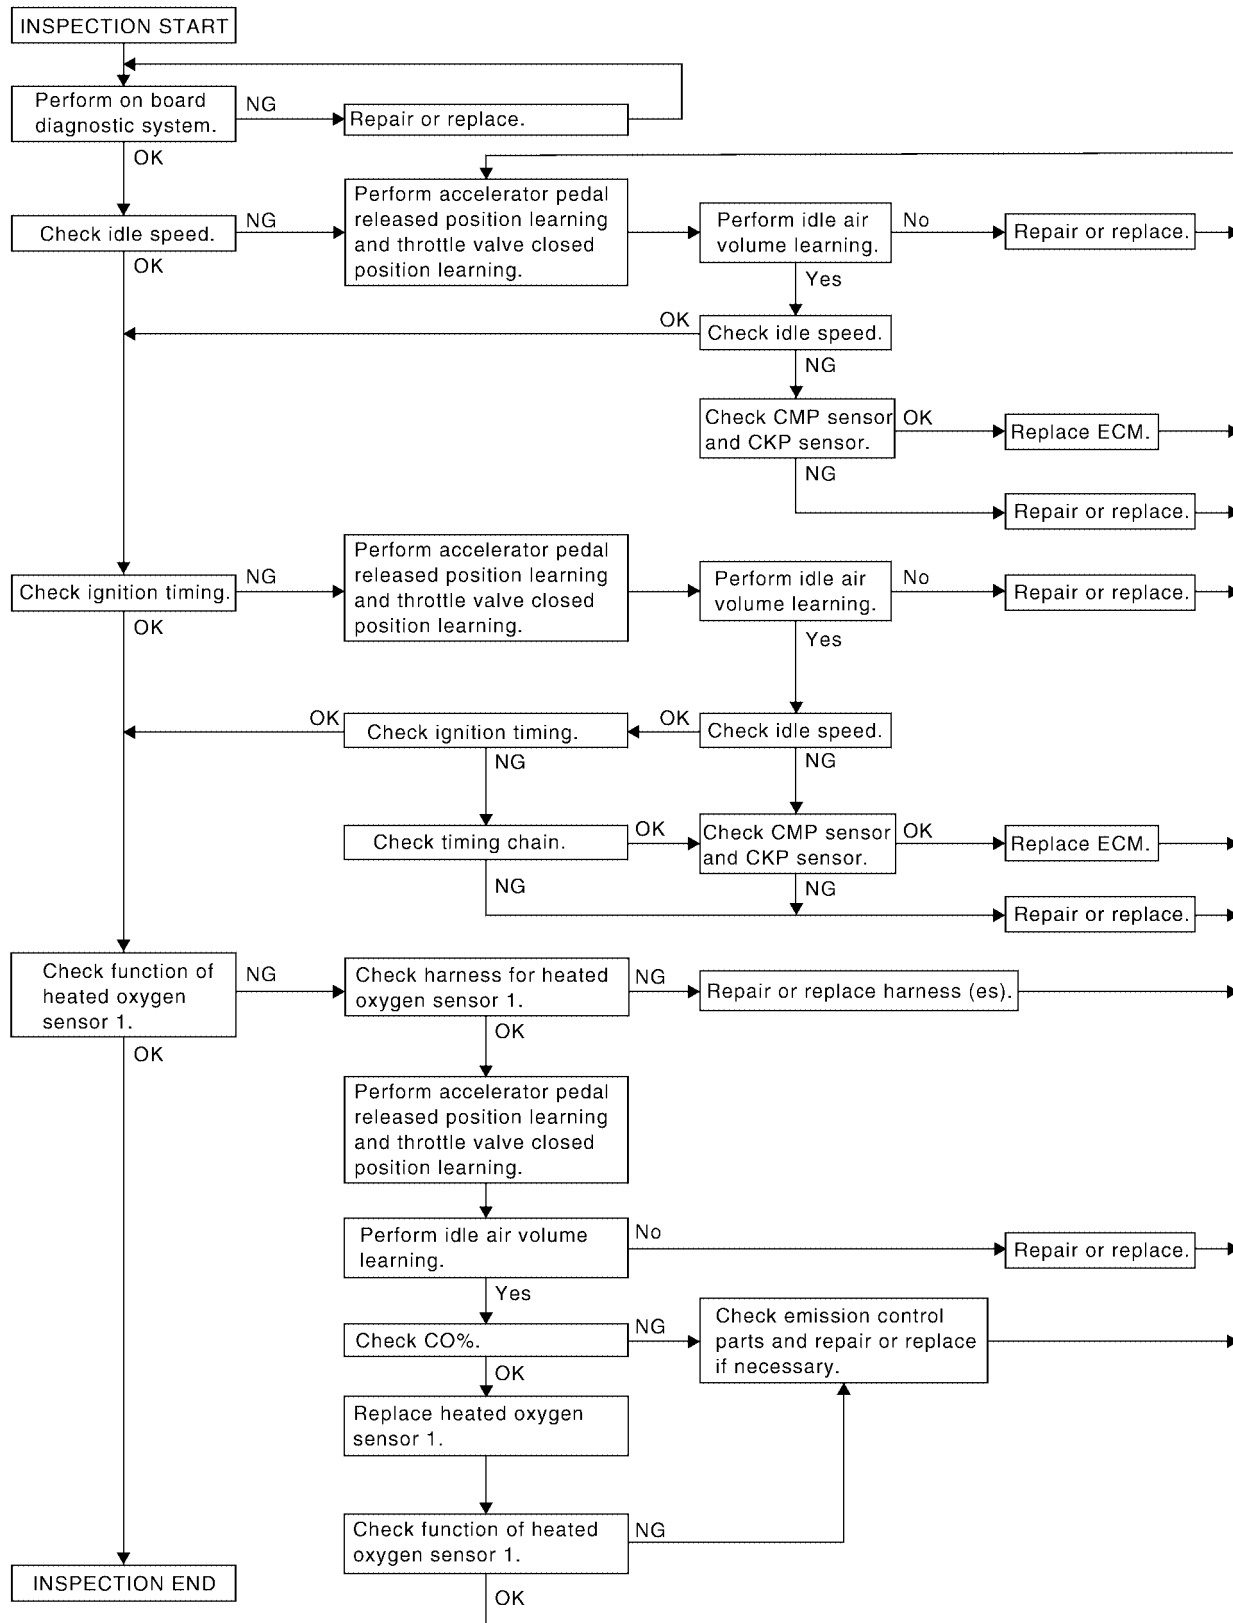 INSPECTION START
Perform on board
diagnostic system.
NG
Repair or replace.
OK
Check idle speed.
NG
Perform accelerator pedal
released position learning
and throttle valve closed
position learning.
Perform idle air
volume learning.
No
Repair or replace.
OK
Yes
OK
Check idle speed.
NG
Check CMP sensor
and CKP sensor.
OK
Replace ECM.
NG
Repair or replace.
Check ignition timing.
NG
Perform accelerator pedal
released position learning
and throttle valve closed
position learning.
Perform idle air
volume learning.
No
Repair or replace.
OK
Yes
OK
Check ignition timing.
OK
Check idle speed.
NG
NG
Check timing chain.
OK
Check CMP sensor
and CKP sensor.
OK
Replace ECM.
NG
NG
Repair or replace.
Check function of
heated oxygen
sensor 1.
NG
Check harness for heated
oxygen sensor 1.
NG
Repair or replace harness (es).
OK
OK
Perform accelerator pedal
released position learning
and throttle valve closed
position learning.
Perform idle air volume
learning.
No
Repair or replace.
Yes
Check CO%.
NG
Check emission control
parts and repair or replace
if necessary.
OK
Replace heated oxygen
sensor 1.
Check function of heated
oxygen sensor 1.
NG
OK
INSPECTION END